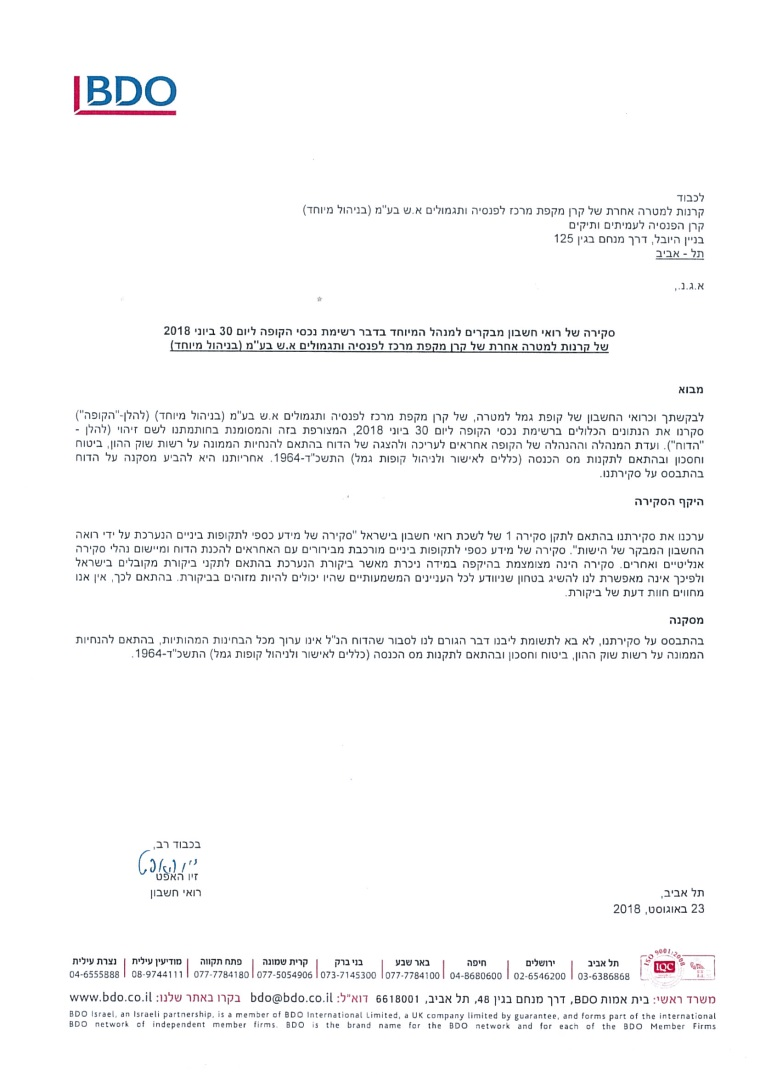 BDO
לכבוד
קרנות למטרה אחרת של קרן מקפת מרכז לפנסיה ותגמולים א.ש בע"מ (בניהול מיוחד)
קרן הפנסיה לעמיתים ותיקים
בניין היובל, דרך מנחם בגין 125
תל - אביב
א.ג.נ.,
סקירה של רואי חשבון מבקרים למנהל המיוחד בדבר רשימת נכסי הקופה ליום 30 ביוני 2018
של קרנות למטרה אחרת של קרן מקפת מרכז לפנסיה ותגמולים א.ש בע"מ (בניהול מיוחד)
מבוא
לבקשתך וכרואי החשבון של קופת גמל למטרה, של קרן מקפת מרכז לפנסיה ותגמולים א.ש בע"מ (בניהול מיוחד) (להלן-"הקופה")
סקרנו את הנתונים הכלולים ברשימת נכסי הקופה ליום 30 ביוני 2018, המצורפת בזה והמסומנת בחותמתנו לשם זיהוי (להלן -
"הדוח"). ועדת המנהלה וההנהלה של הקופה אחראים לעריכה ולהצגה של הדוח בהתאם להנחיות הממונה על רשות שוק ההון, ביטוח
וחסכון ובהתאם לתקנות מס הכנסה (כללים לאישור ולניהול קופות גמל) התשכ"ד-1964. אחריותנו היא להביע מסקנה על הדוח
בהתבסס על סקירתנו.
היקף הסקירה
ערכנו את סקירתנו בהתאם לתקן סקירה 1 של לשכת רואי חשבון בישראל "סקירה של מידע כספי לתקופות ביניים הנערכת על ידי רואה
החשבון המבקר של הישות". סקירה של מידע כספי לתקופות ביניים מורכבת מבירורים עם האחראים להכנת הדוח ומיישום נהלי סקירה
אנליטיים ואחרים. סקירה הינה מצומצמת בהיקפה במידה ניכרת מאשר ביקורת הנערכת בהתאם לתקני ביקורת מקובלים בישראל
ולפיכך אינה מאפשרת לנו להשיג בטחון שניוודע לכל העניינים המשמעותיים שהיו יכולים להיות מזוהים בביקורת. בהתאם לכך, אין אנו
מחווים חוות דעת של ביקורת.
מסקנה
בהתבסס על סקירתנו, לא בא לתשומת ליבנו דבר הגורם לנו לסבור שהדוח הנ"ל אינו ערוך מכל הבחינות המהותיות, בהתאם להנחיות
הממונה על רשות שוק ההון, ביטוח וחסכון ובהתאם לתקנות מס הכנסה (כללים לאישור ולניהול קופות גמל) התשכ"ד-1964.
בכבוד רב,
זיו האפט
רואי חשבון
תל אביב,
23 באוגוסט, 2018
ISO 9001:2008
IQC
תל אביב | ירושלים | חיפה | באר שבע | בני ברק | קרית שמונה | פתח תקווה | מודיעין עילית | נצרת עילית
03-6386868 | 02-6546200 | 04-8680600 | 077-7784100 | 073-7145300 | 077-5054906 | 077-7784180 | 08-9744111 | 04-6555888
משרד ראשי: בית אמות BDO, דרך מנחם בגין 48, תל אביב, 6618001 דוא"ל: bdo@bdo.co.il בקרו באתר שלנו: www.bdo.co.il
BDO Israel, an Israeli partnership, is a member of BDO International Limited, a UK company limited by guarantee, and forms part of the international
BDO network of independent member firms. BDO is the brand name for the BDO network and for each of the BDO Member Firms